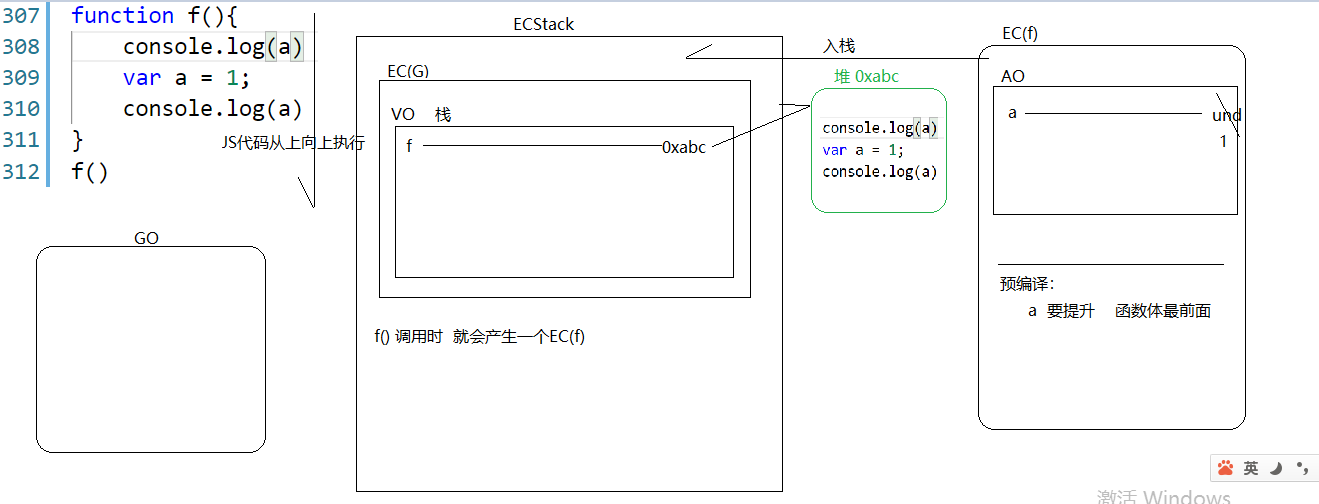 307 function f(){
308 console.log(a)
309 var a = 1;
310 console.log(a)
311 }
312 f()
JS代码从上向上执行
GO
ECStack
EC(G)
VO 栈
f 0xabc
f() 调用时 就会产生一个EC(f)
入栈
堆 0xabc
console.log(a)
var a = 1;
console.log(a)
EC(f)
AO
a und
1
预编译：
a 要提升 函数体最前面
英
激活 Windows